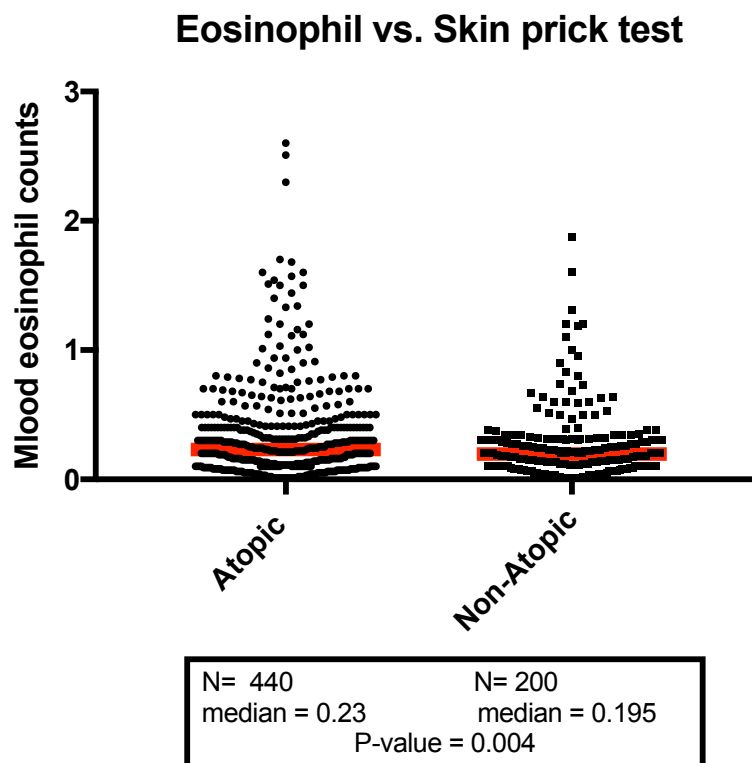 Eosinophil vs. Skin prick test
3
2
1
0
Mlood eosinophil counts
Atopic
Non-Atopic
N= 440 N= 200
median = 0.23 median = 0.195
P-value = 0.004